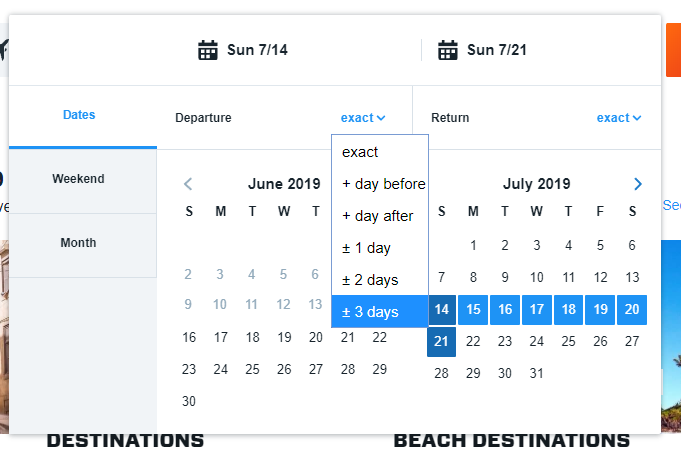 Sun 7/14 Sun 7/21
Dates
Departure exact Return exact
Weekend
Month
exact
+ day before
+ day after
± 1 day
± 2 days
± 3 days
June 2019
S M T W T
2 3 4 5 6
9 10 11 12 13
16 17 18 19 20 21 22
23 24 25 26 27 28 29
30
July 2019
S M T W T F S
1 2 3 4 5 6
7 8 9 10 11 12 13
14 15 16 17 18 19 20
21 22 23 24 25 26 27
28 29 30 31
See
DESTINATIONS BEACH DESTINATIONS